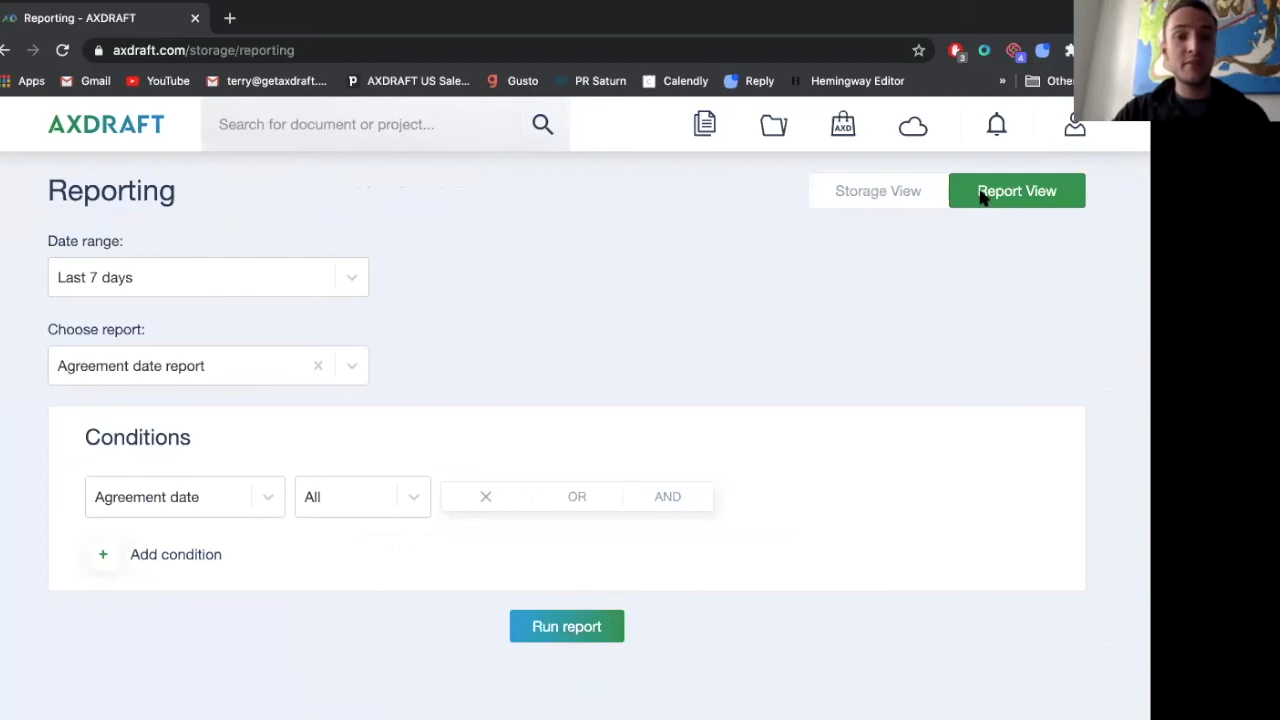 Reporting - AXDRAFT
axdraft.com/storage/reporting
3
4
Apps
Gmail
YouTube
terry@getaxdraft....
AXDRAFT US Sale...
Gusto
PR Saturn
Calendly
Reply
Hemingway Editor
»
Othe
AXDRAFT
Search for document or project...
AXD
Reporting
Storage View
Report View
Date range:
Last 7 days
Choose report:
Agreement date report
Conditions
Agreement date
All
OR
AND
+ Add condition
Run report